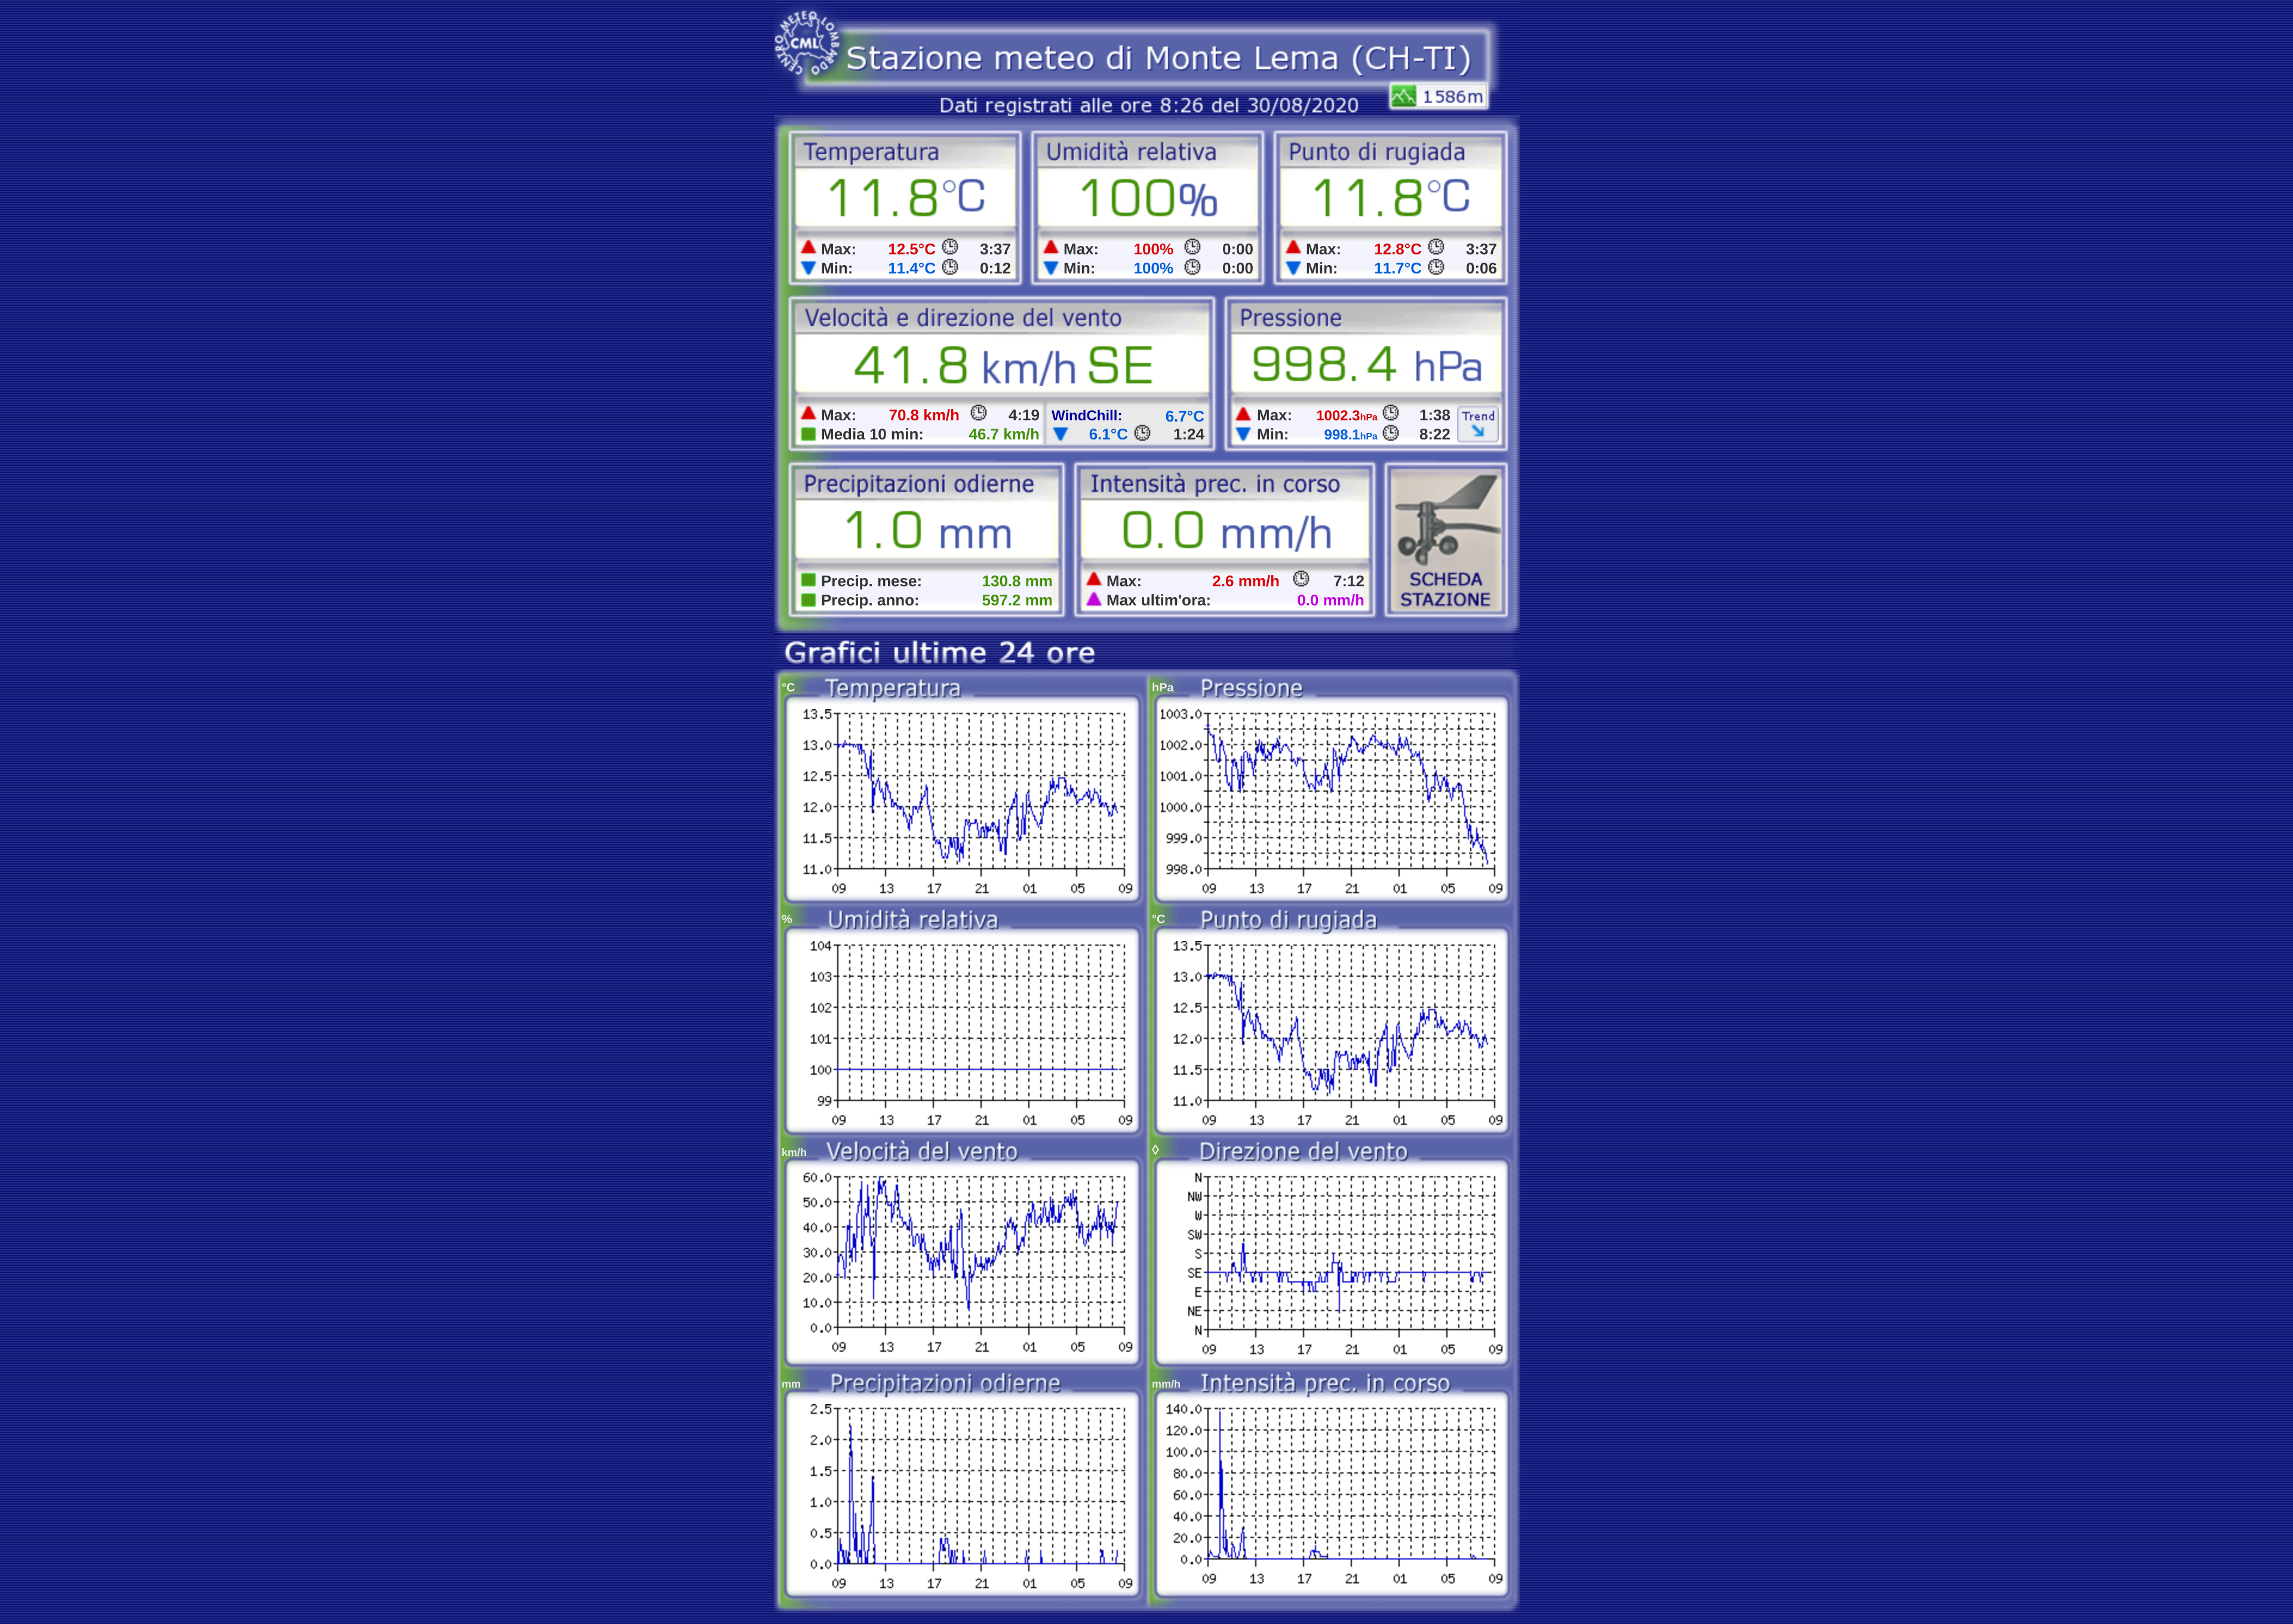 CENTRO METEO LOMBARDO
CML
Stazione meteo di Monte Lema (CH-TI)
1586m
Dati registrati alle ore 8:26 del 30/08/2020
Temperatura
11.8°C
Max: 12.5°C 3:37
Min: 11.4°C 0:12
Umidità relativa
100%
Max: 100% 0:00
Min: 100% 0:00
Punto di rugiada
11.8°C
Max: 12.8°C 3:37
Min: 11.7°C 0:06
Velocità e direzione del vento
41.8 km/h SE
Max: 70.8 km/h 4:19
Media 10 min: 46.7 km/h
WindChill: 6.7°C
6.1°C 1:24
Pressione
998.4 hPa
Max: 1002.3hPa 1:38
Min: 998.1hPa 8:22
Trend
Precipitazioni odierne
1.0 mm
Precip. mese: 130.8 mm
Precip. anno: 597.2 mm
Intensità prec. in corso
0.0 mm/h
Max: 2.6 mm/h 7:12
Max ultim'ora: 0.0 mm/h
SCHEDA
STAZIONE
Grafici ultime 24 ore
°C Temperatura
13.5
13.0
12.5
12.0
11.5
11.0
09 13 17 21 01 05 09
hPa Pressione
1003.0
1002.0
1001.0
1000.0
999.0
998.0
09 13 17 21 01 05 09
% Umidità relativa
104
103
102
101
100
99
09 13 17 21 01 05 09
°C Punto di rugiada
13.5
13.0
12.5
12.0
11.5
11.0
09 13 17 21 01 05 09
km/h Velocità del vento
60.0
50.0
40.0
30.0
20.0
10.0
0.0
09 13 17 21 01 05 09
◊ Direzione del vento
N
NW
W
SW
S
SE
E
NE
N
09 13 17 21 01 05 09
mm Precipitazioni odierne
2.5
2.0
1.5
1.0
0.5
0.0
09 13 17 21 01 05 09
mm/h Intensità prec. in corso
140.0
120.0
100.0
80.0
60.0
40.0
20.0
0.0
09 13 17 21 01 05 09